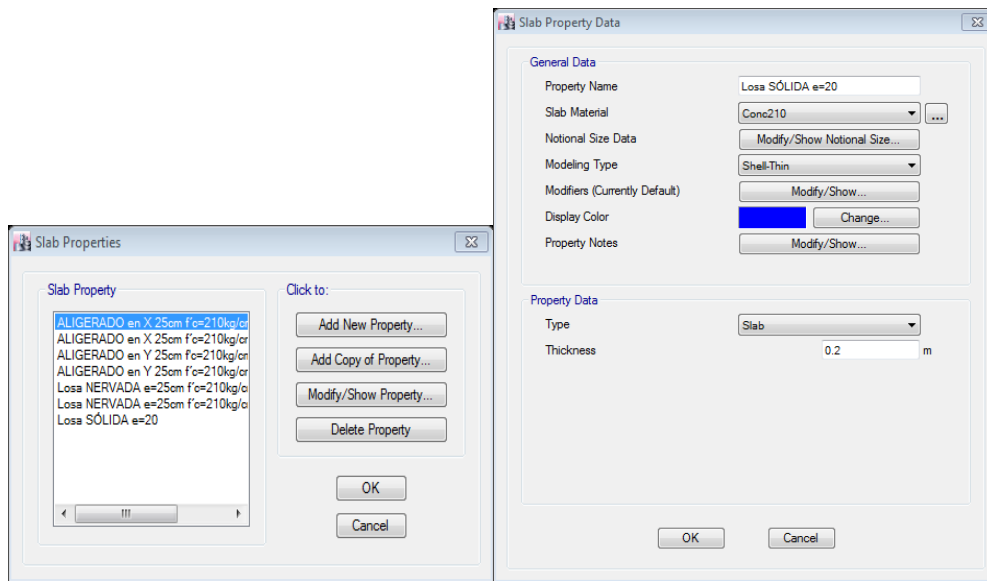 Slab Properties
Slab Property
ALIGERADO en X 25cm f'c=210kg/cr
ALIGERADO en X 25cm f'c=210kg/cr
ALIGERADO en Y 25cm f'c=210kg/cr
ALIGERADO en Y 25cm f'c=210kg/cr
Losa NERVADA e=25cm f'c=210kg/c
Losa NERVADA e=25cm f'c=210kg/c
Losa SÓLIDA e=20
Click to:
Add New Property...
Add Copy of Property...
Modify/Show Property...
Delete Property
OK
Cancel
Slab Property Data
General Data
Property Name Losa SÓLIDA e=20
Slab Material Conc210 ...
Notional Size Data Modify/Show Notional Size...
Modeling Type Shell-Thin
Modifiers (Currently Default) Modify/Show...
Display Color Change...
Property Notes Modify/Show...
Property Data
Type Slab
Thickness 0.2 m
OK Cancel